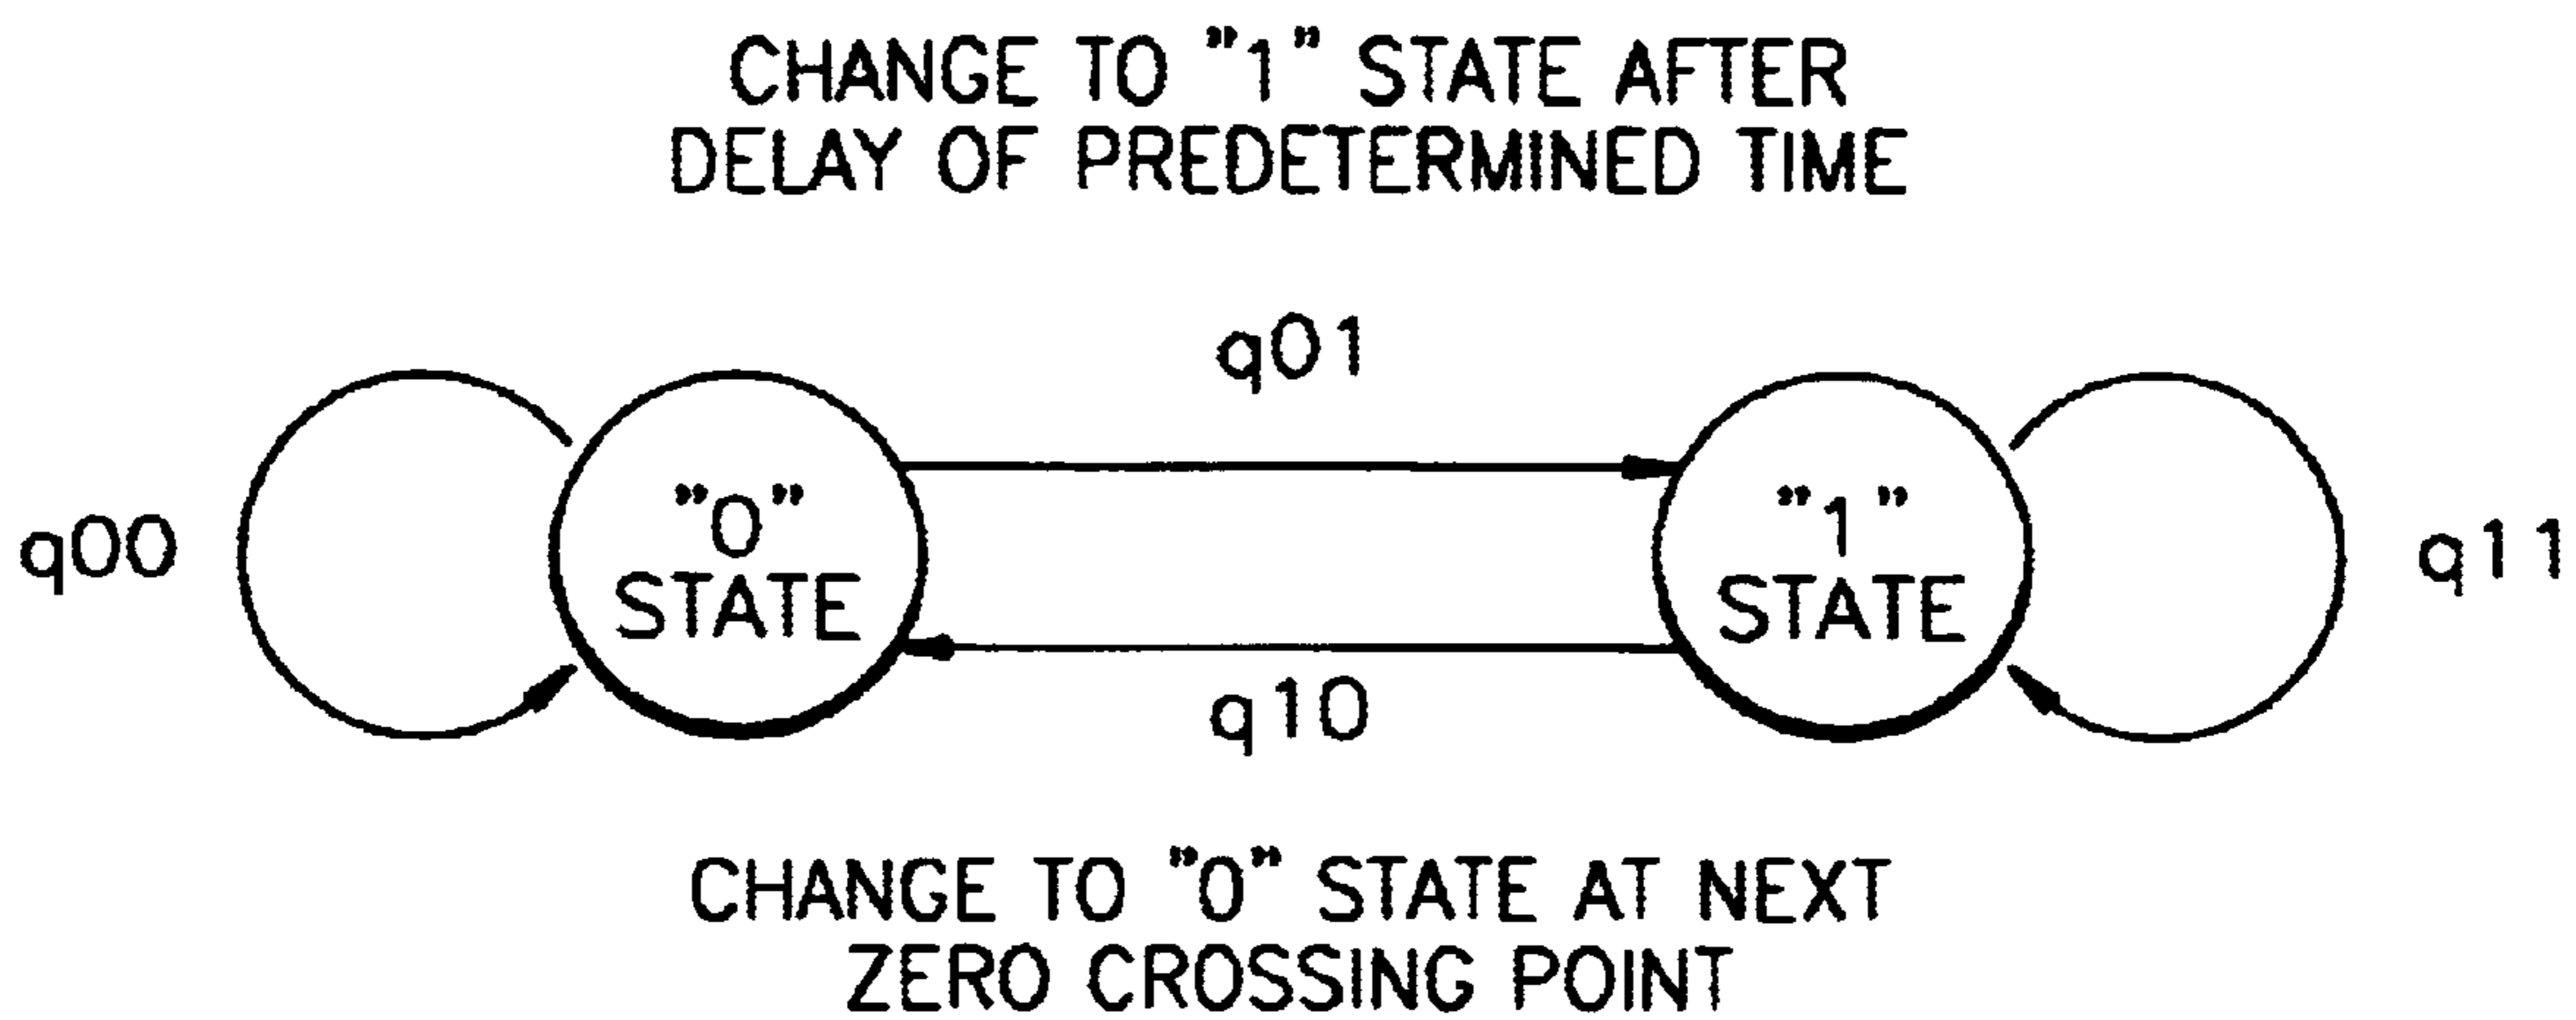 CHANGE TO "1" STATE AFTER
DELAY OF PREDETERMINED TIME
q01
q00
"0"
STATE
"1"
STATE
q11
q10
CHANGE TO "0" STATE AT NEXT
ZERO CROSSING POINT